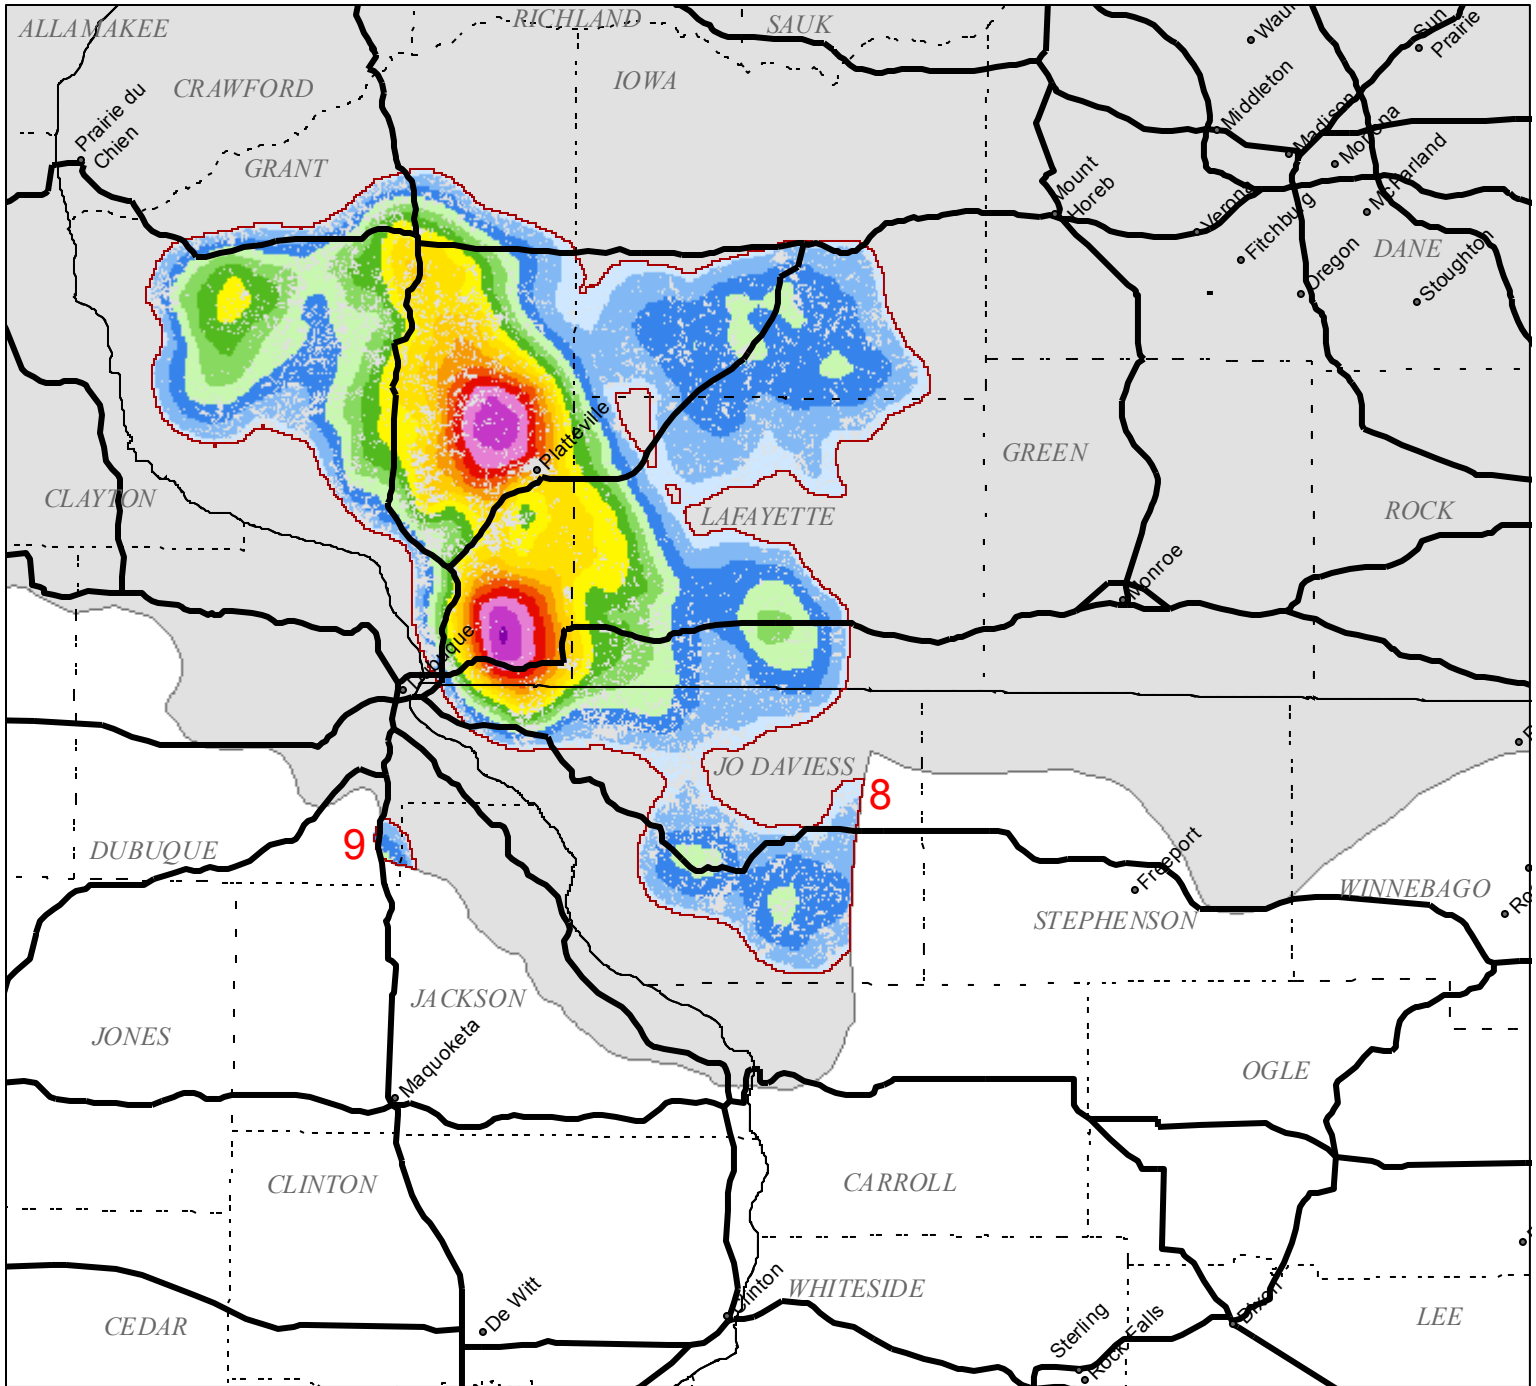 RICHLAND
SAUK
ALLAMAKEE
Sun
Prairie
CRAWFORD
IOWA
Middleton
Prairie du
Chien
Madison
Monona
GRANT
McFarland
Mount
Horeb
Verona
Fitchburg
Oregon
DANE
Stoughton
Platteville
GREEN
CLAYTON
LAFAYETTE
ROCK
Monroe
Dubuque
JO DAVIESS
8
9
DUBUQUE
Freeport
WINNEBAGO
STEPHENSON
JACKSON
JONES
Maquoketa
OGLE
CLINTON
CARROLL
De Witt
Clinton
WHITESIDE
Dixon
CEDAR
Sterling
Rock Falls
LEE